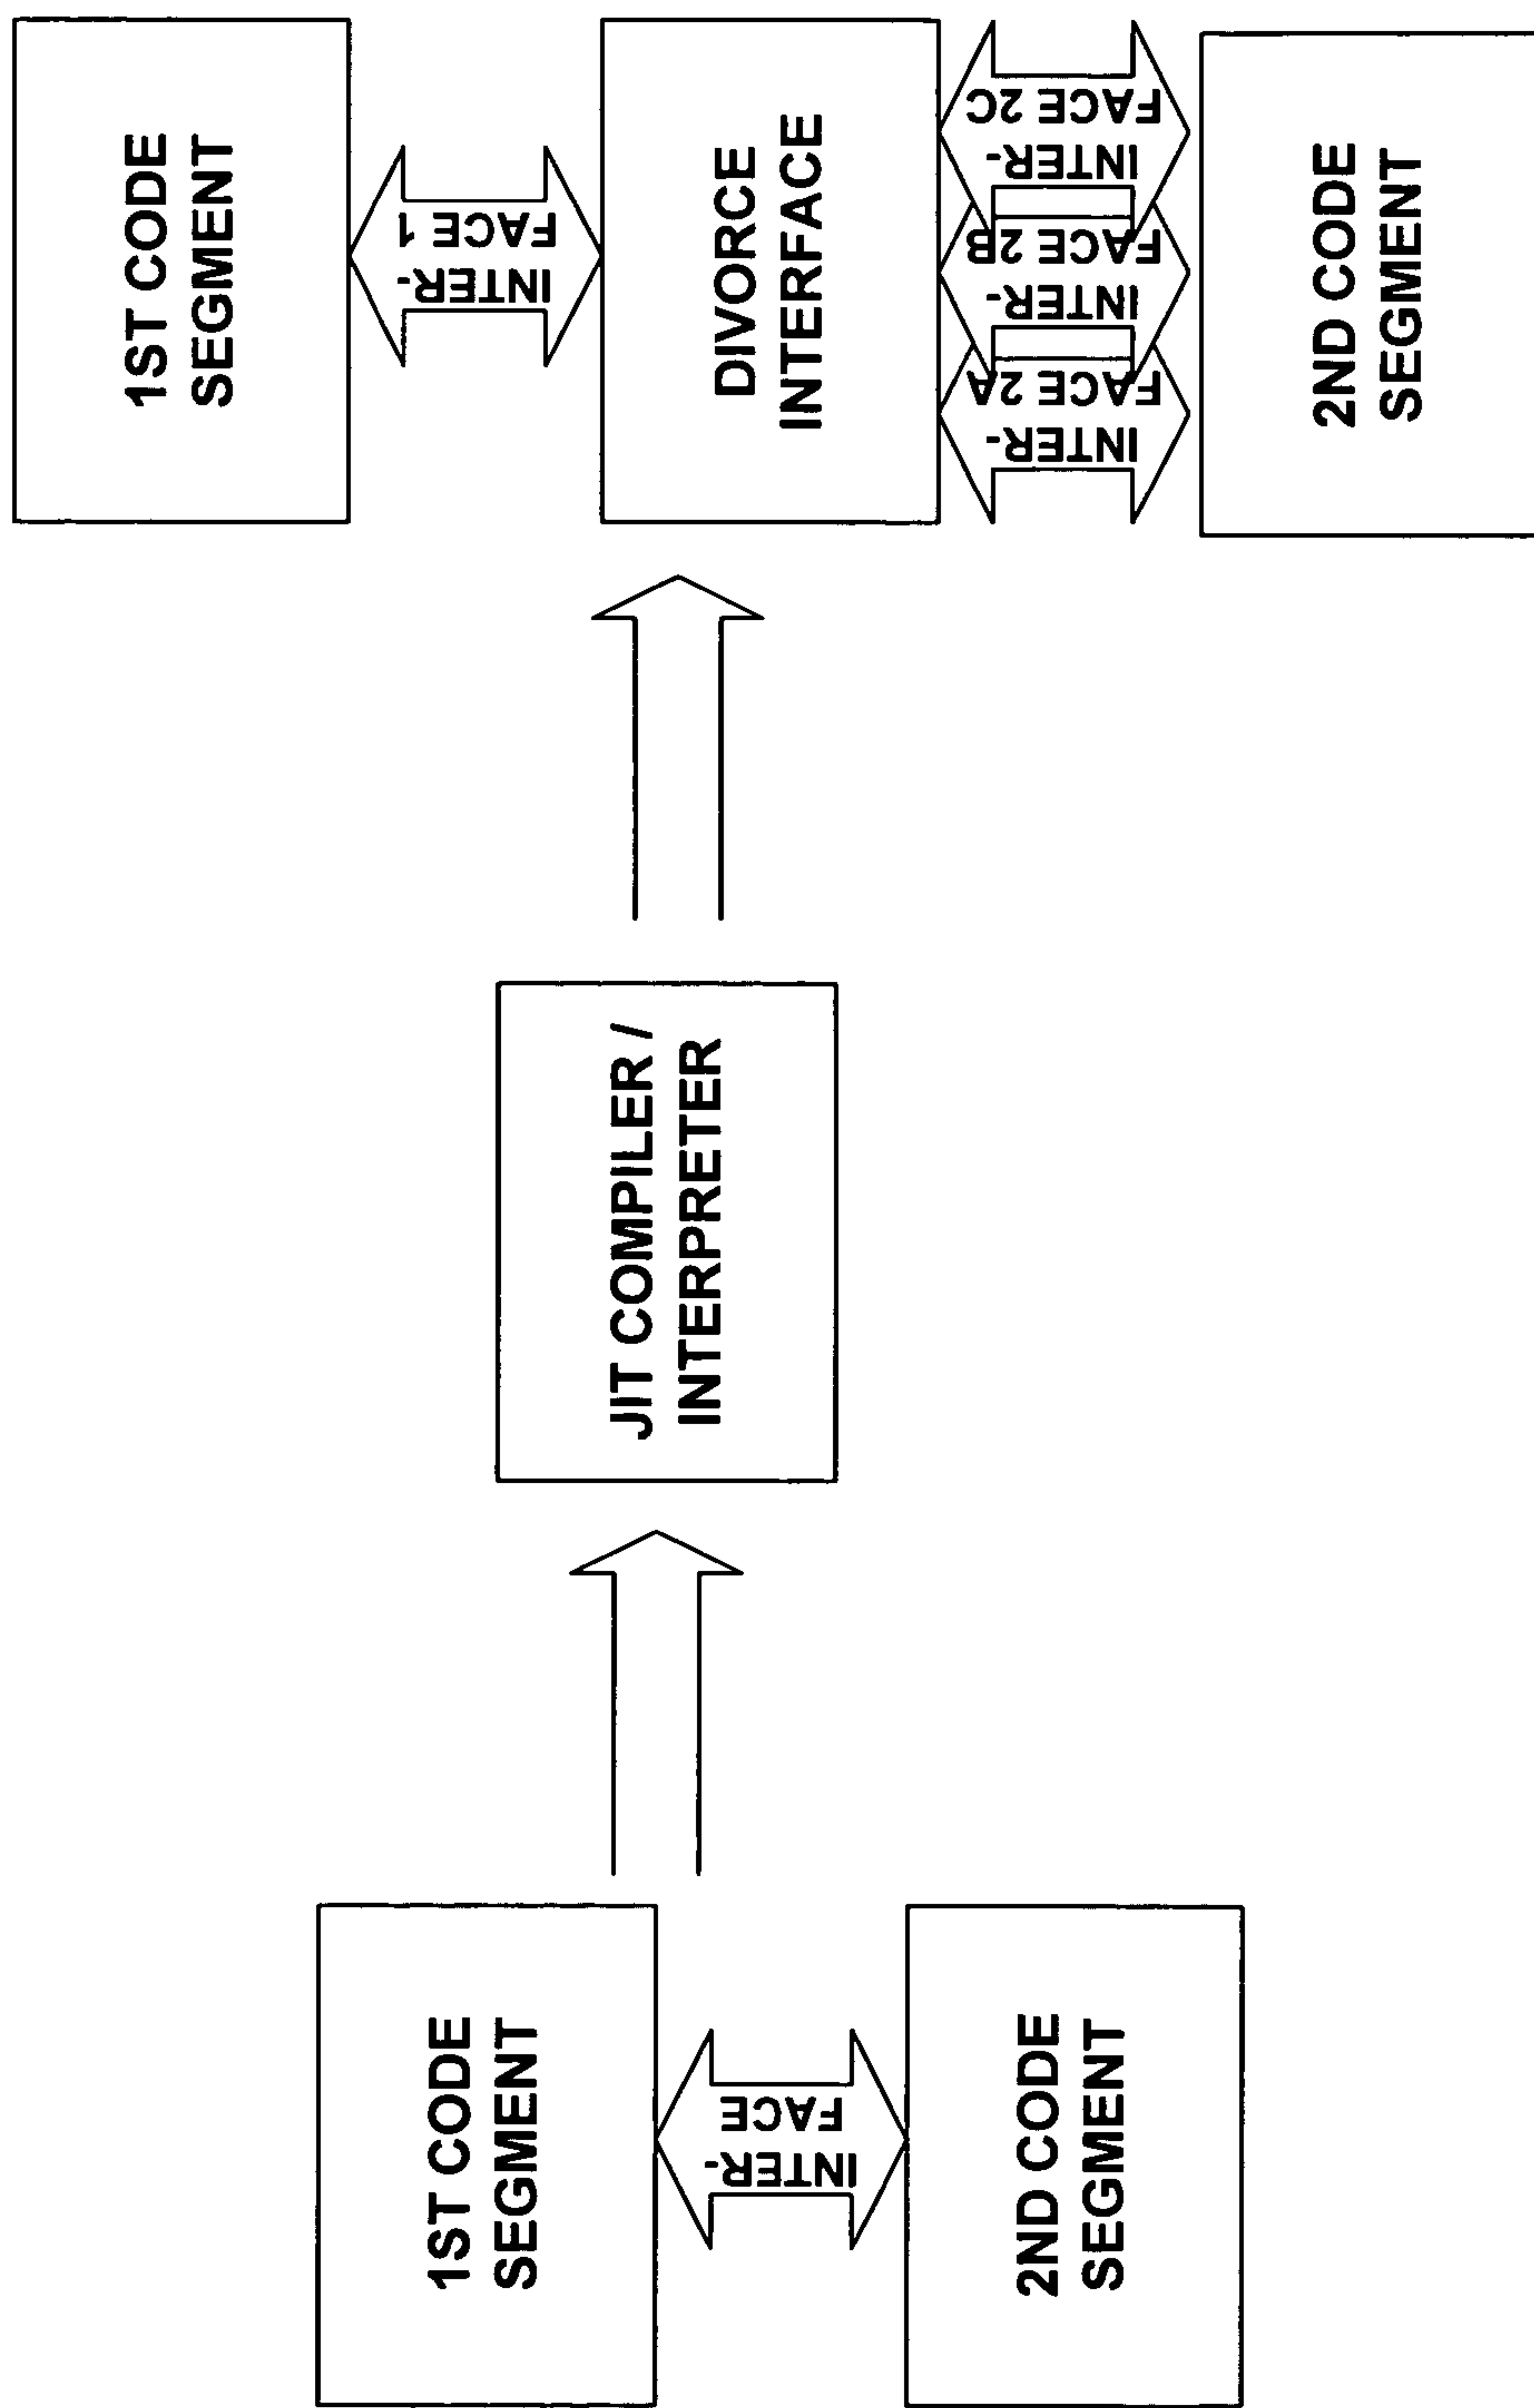 1ST CODE
SEGMENT
INTER-
FACE
2ND CODE
SEGMENT
JIT COMPILER /
INTERPRETER
1ST CODE
SEGMENT
INTER-
FACE 1
DIVORCE
INTERFACE
INTER-
FACE 2A
INTER-
FACE 2B
INTER-
FACE 2C
2ND CODE
SEGMENT